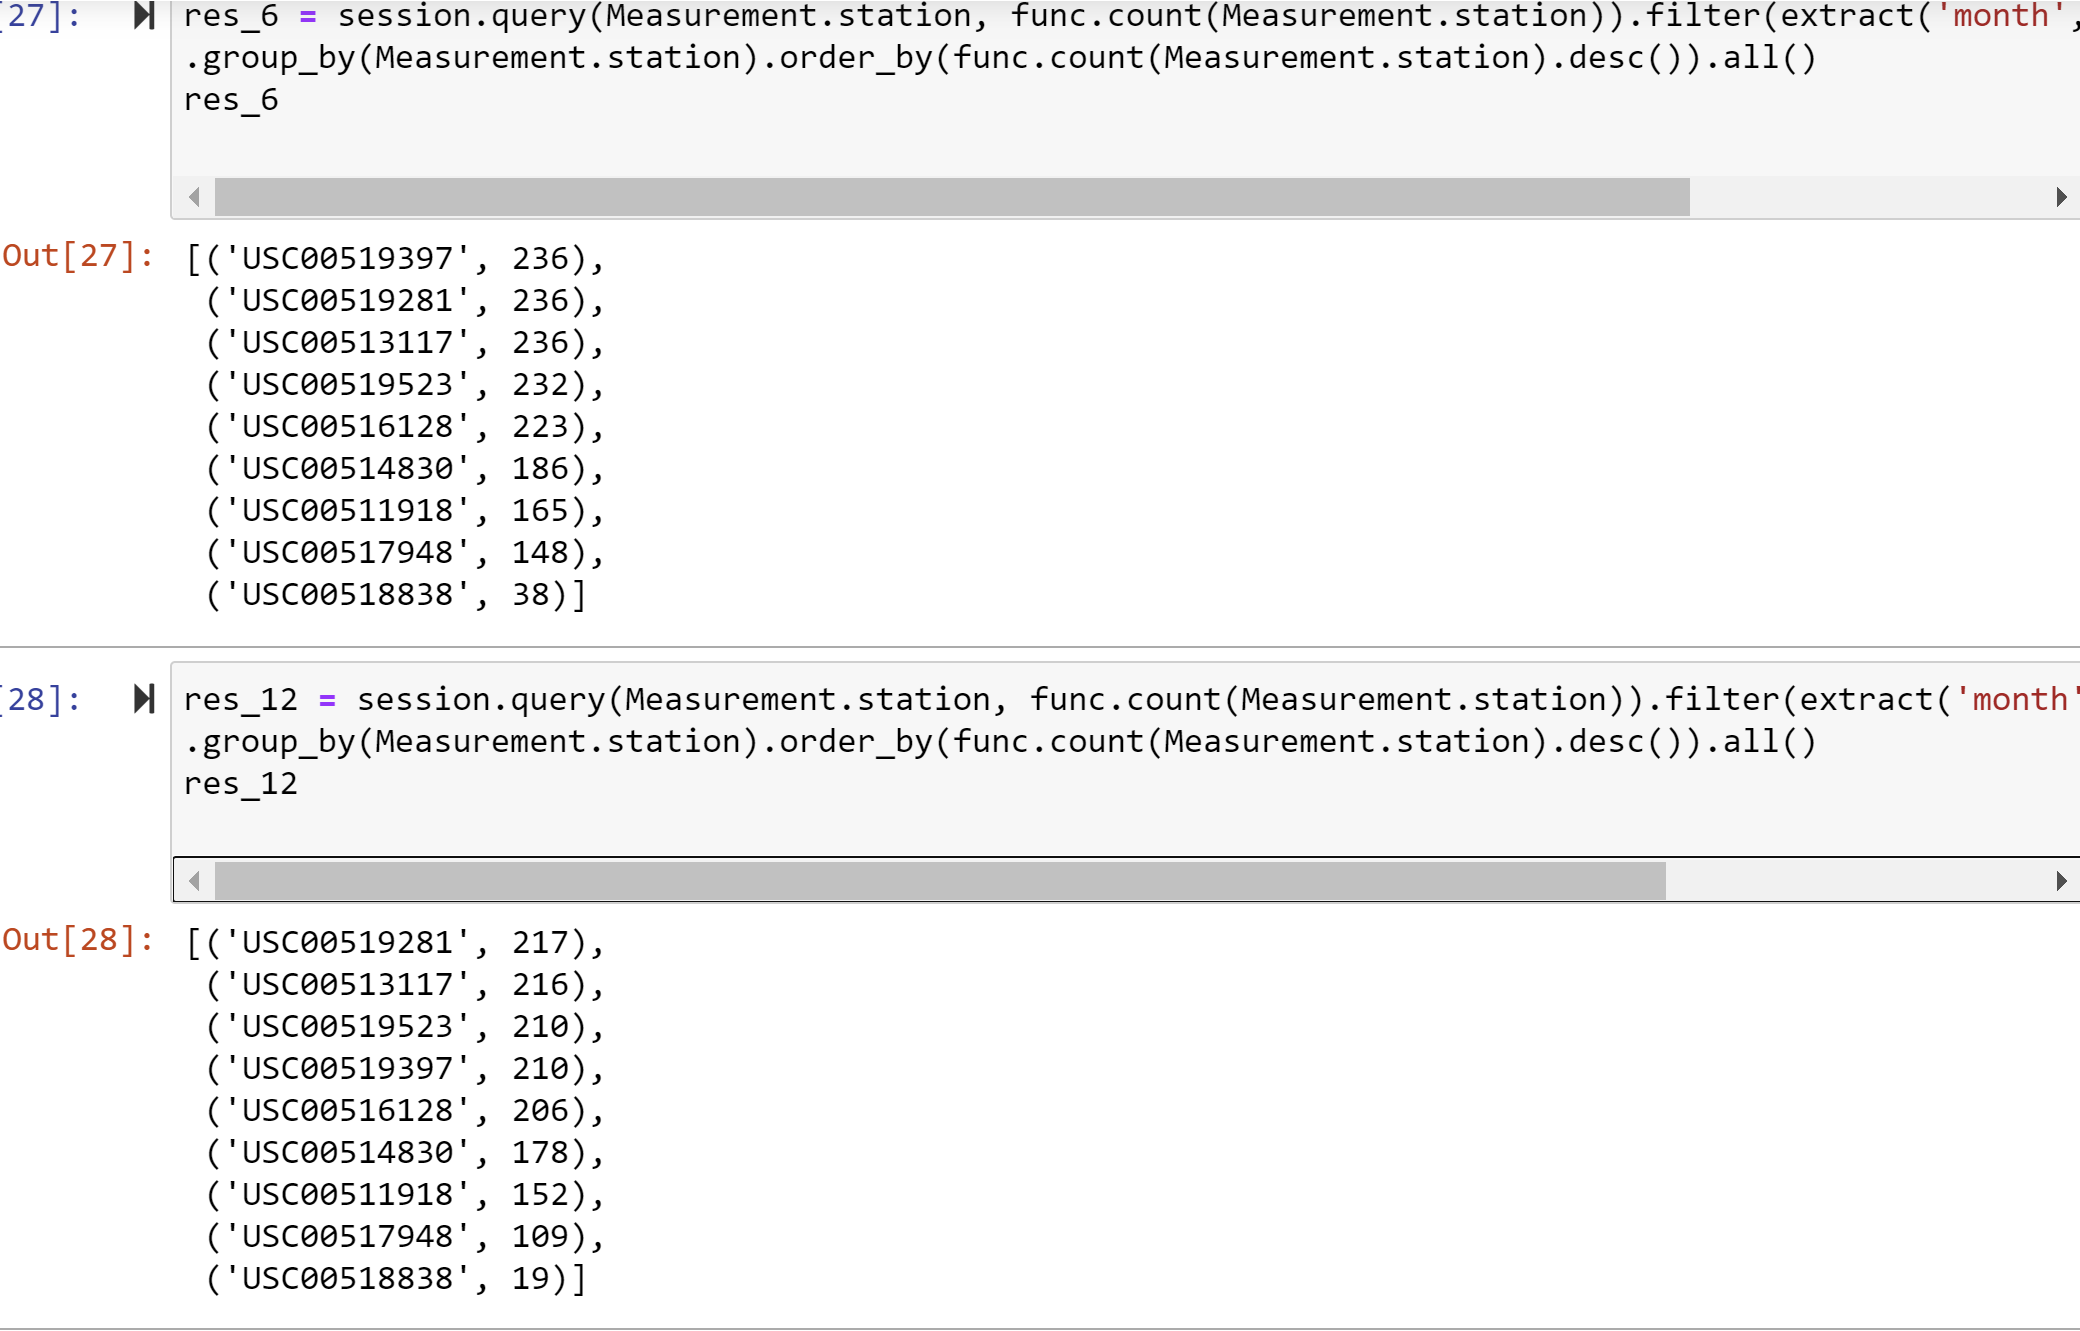 [27]:
res_6 = session.query(Measurement.station, func.count(Measurement.station)).filter(extract('month',
.group_by(Measurement.station).order_by(func.count(Measurement.station).desc()).all()
res_6
Out[27]:
[('USC00519397', 236),
('USC00519281', 236),
('USC00513117', 236),
('USC00519523', 232),
('USC00516128', 223),
('USC00514830', 186),
('USC00511918', 165),
('USC00517948', 148),
('USC00518838', 38)]
[28]:
res_12 = session.query(Measurement.station, func.count(Measurement.station)).filter(extract('month'
.group_by(Measurement.station).order_by(func.count(Measurement.station).desc()).all()
res_12
Out[28]:
[('USC00519281', 217),
('USC00513117', 216),
('USC00519523', 210),
('USC00519397', 210),
('USC00516128', 206),
('USC00514830', 178),
('USC00511918', 152),
('USC00517948', 109),
('USC00518838', 19)]